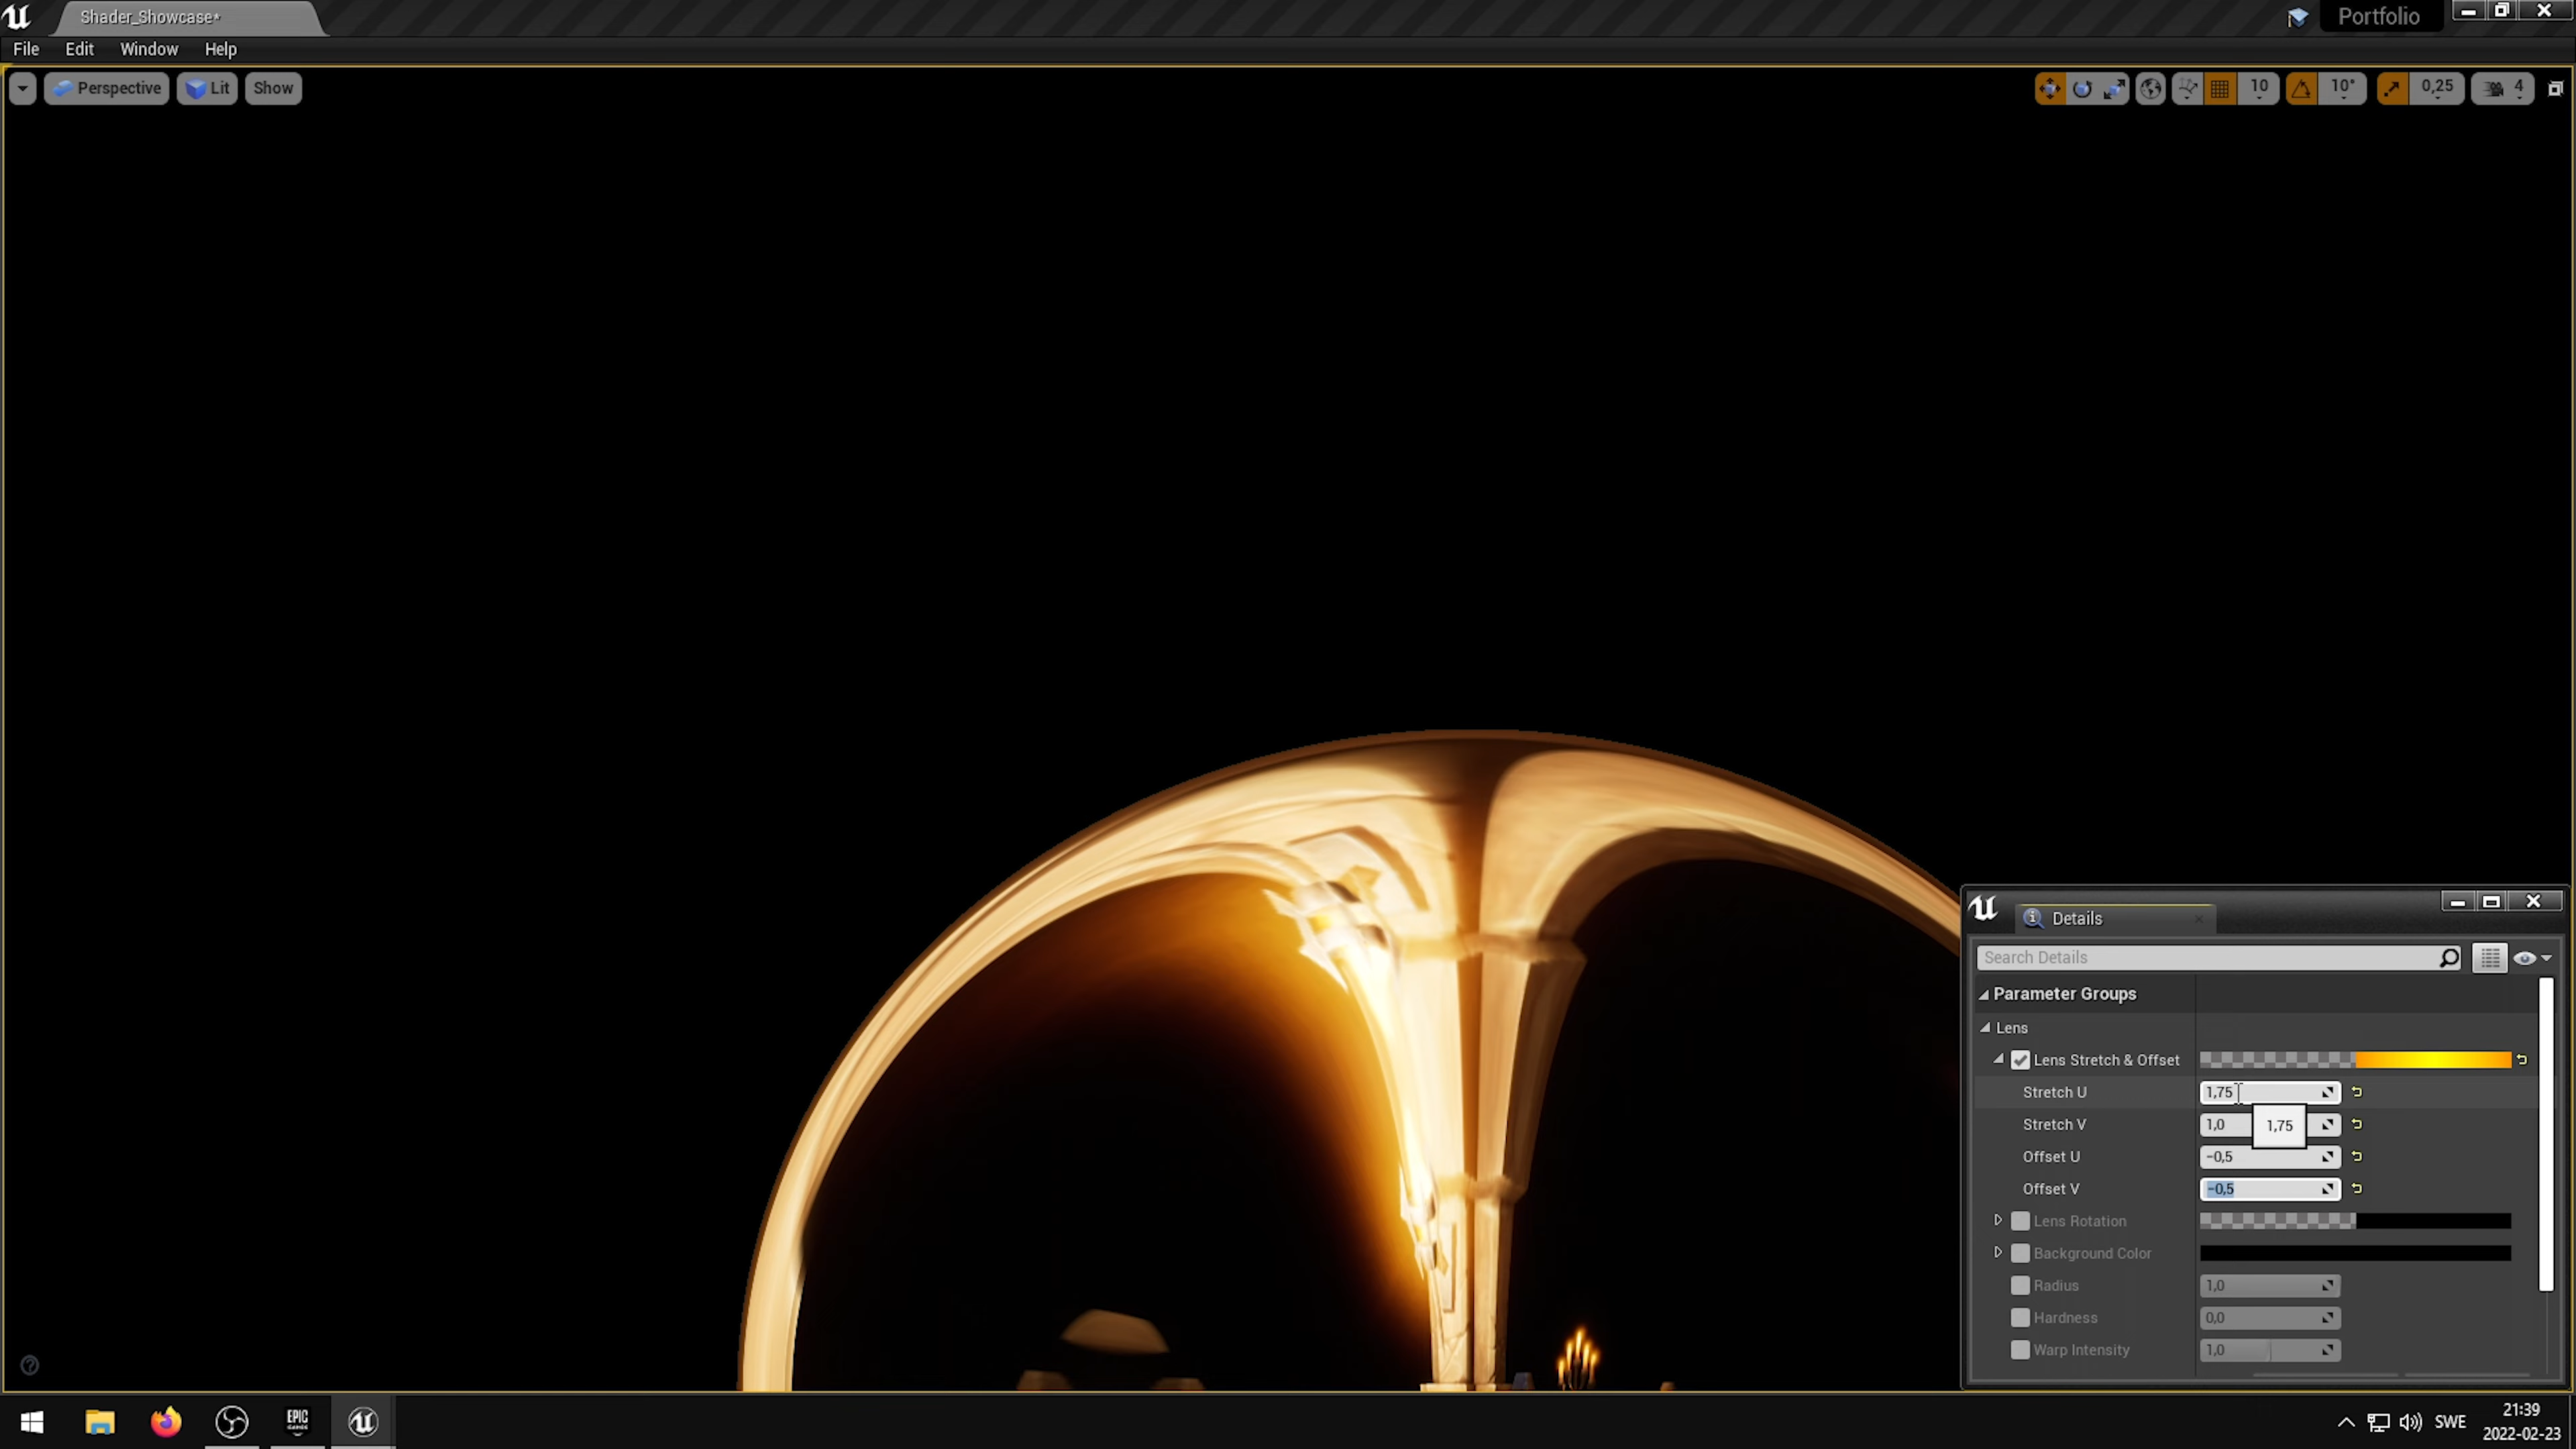 Shader_Showcase*
Portfolio
File Edit Window Help
Perspective Lit Show
10 10° 0,25 4
Details
Search Details
Parameter Groups
Lens
Lens Stretch & Offset
Stretch U 1,75
Stretch V 1,0
1,75
Offset U -0,5
Offset V -0,5
Lens Rotation
Background Color
Radius 1,0
Hardness 0,0
Warp Intensity 1,0
EPIC
GAMES
SWE
21:39
2022-02-23